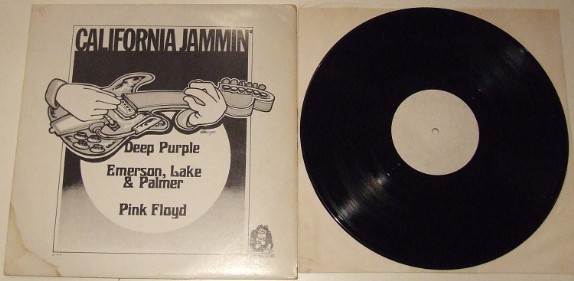 CALIFORNIA JAMMIN'
Deep Purple
Emerson, Lake
& Palmer
Pink Floyd